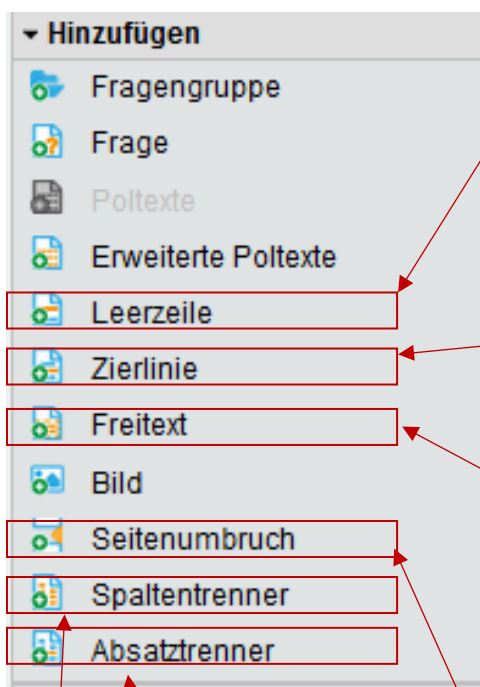 Hinzufügen
Fragengruppe
Frage
Poltexte
Erweiterte Poltexte
Leerzeile
Zierlinie
Freitext
Bild
Seitenumbruch
Spaltentrenner
Absatztrenner